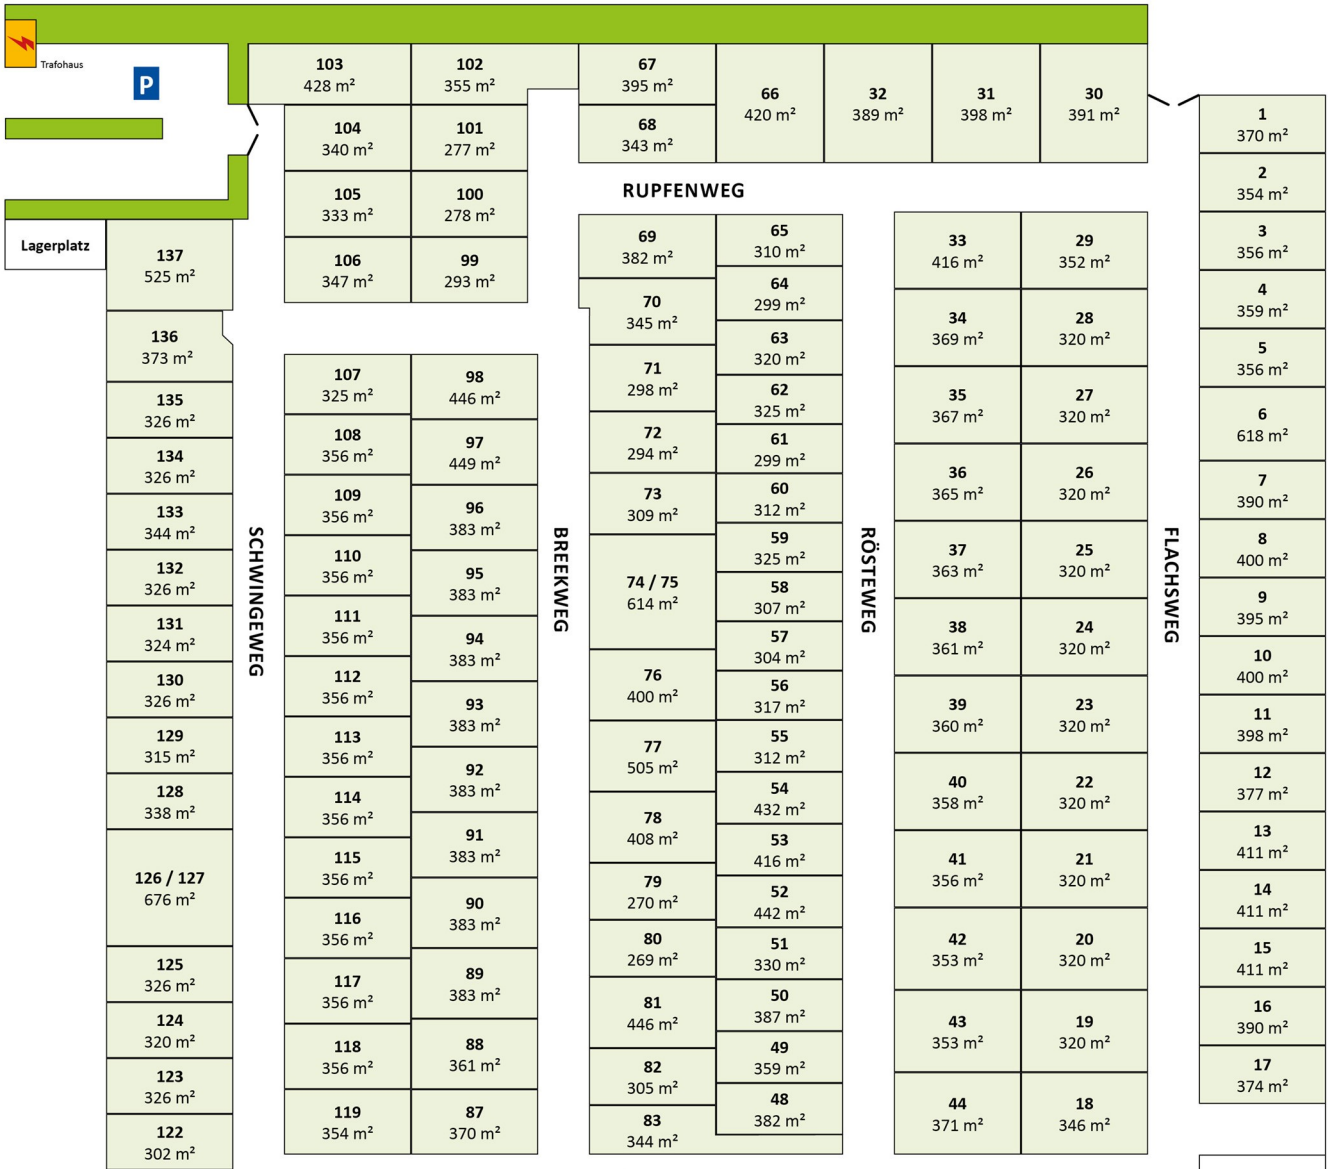 Trafohaus
P
103
428 m²
102
355 m²
67
395 m²
66
420 m²
32
389 m²
31
398 m²
30
391 m²
104
340 m²
101
277 m²
68
343 m²
105
333 m²
100
278 m²
106
347 m²
99
293 m²
RUPFENWEG
Lagerplatz
137
525 m²
136
373 m²
135
326 m²
134
326 m²
133
344 m²
132
326 m²
131
324 m²
130
326 m²
129
315 m²
128
338 m²
126 / 127
676 m²
125
326 m²
124
320 m²
123
326 m²
122
302 m²
SCHWINGEWEG
107
325 m²
108
356 m²
109
356 m²
110
356 m²
111
356 m²
112
356 m²
113
356 m²
114
356 m²
115
356 m²
116
356 m²
117
356 m²
118
356 m²
119
354 m²
98
446 m²
97
449 m²
96
383 m²
95
383 m²
94
383 m²
93
383 m²
92
383 m²
91
383 m²
90
383 m²
89
383 m²
88
361 m²
87
370 m²
BREEKWEG
69
382 m²
70
345 m²
71
298 m²
72
294 m²
73
309 m²
74 / 75
614 m²
76
400 m²
77
505 m²
78
408 m²
79
270 m²
80
269 m²
81
446 m²
82
305 m²
83
344 m²
65
310 m²
64
299 m²
63
320 m²
62
325 m²
61
299 m²
60
312 m²
59
325 m²
58
307 m²
57
304 m²
56
317 m²
55
312 m²
54
432 m²
53
416 m²
52
442 m²
51
330 m²
50
387 m²
49
359 m²
48
382 m²
RÖSTEWEG
33
416 m²
34
369 m²
35
367 m²
36
365 m²
37
363 m²
38
361 m²
39
360 m²
40
358 m²
41
356 m²
42
353 m²
43
353 m²
44
371 m²
29
352 m²
28
320 m²
27
320 m²
26
320 m²
25
320 m²
24
320 m²
23
320 m²
22
320 m²
21
320 m²
20
320 m²
19
320 m²
18
346 m²
FLACHSWEG
1
370 m²
2
354 m²
3
356 m²
4
359 m²
5
356 m²
6
618 m²
7
390 m²
8
400 m²
9
395 m²
10
400 m²
11
398 m²
12
377 m²
13
411 m²
14
411 m²
15
411 m²
16
390 m²
17
374 m²